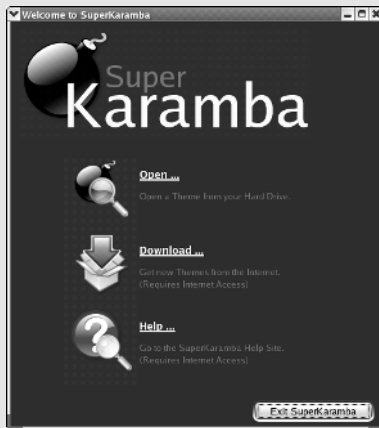 Welcome to SuperKaramba
Super
Karamba
Open ...
Open a Theme from your Hard Drive.
Download ...
Get new Themes from the Internet.
(Requires Internet Access)
Help ...
Go to the SuperKaramba Help Site.
(Requires Internet Access)
Exit SuperKaramba